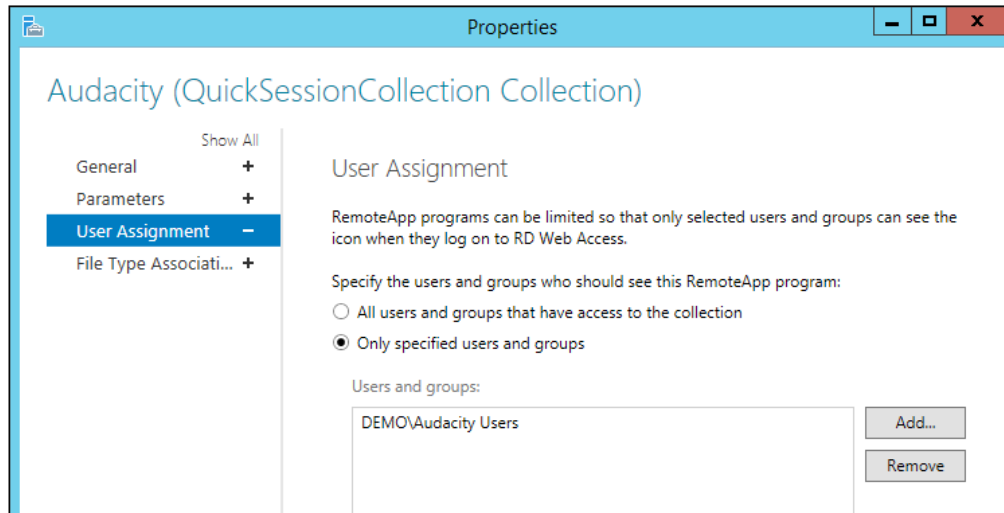 Properties
Audacity (QuickSessionCollection Collection)
Show All
General +
Parameters +
User Assignment –
File Type Associati... +
User Assignment
RemoteApp programs can be limited so that only selected users and groups can see the
icon when they log on to RD Web Access.
Specify the users and groups who should see this RemoteApp program:
All users and groups that have access to the collection
Only specified users and groups
Users and groups:
DEMO\Audacity Users
Add...
Remove